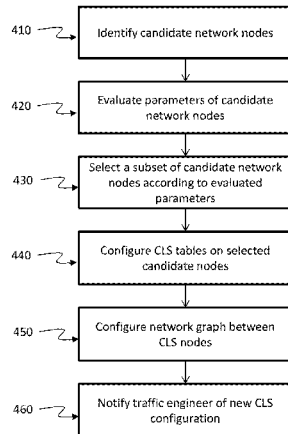 410
Identify candidate network nodes
420
Evaluate parameters of candidate
network nodes
430
Select a subset of candidate network
nodes according to evaluated
parameters
440
Configure CLS tables on selected
candidate nodes
450
Configure network graph between
CLS nodes
460
Notify traffic engineer of new CLS
configuration